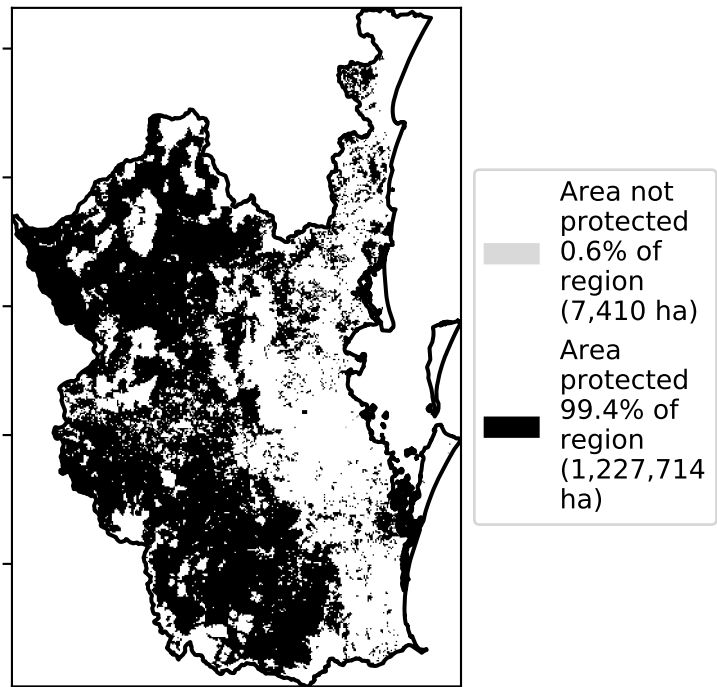 Area not
protected
0.6% of
region
(7,410 ha)
Area
protected
99.4% of
region
(1,227,714
ha)